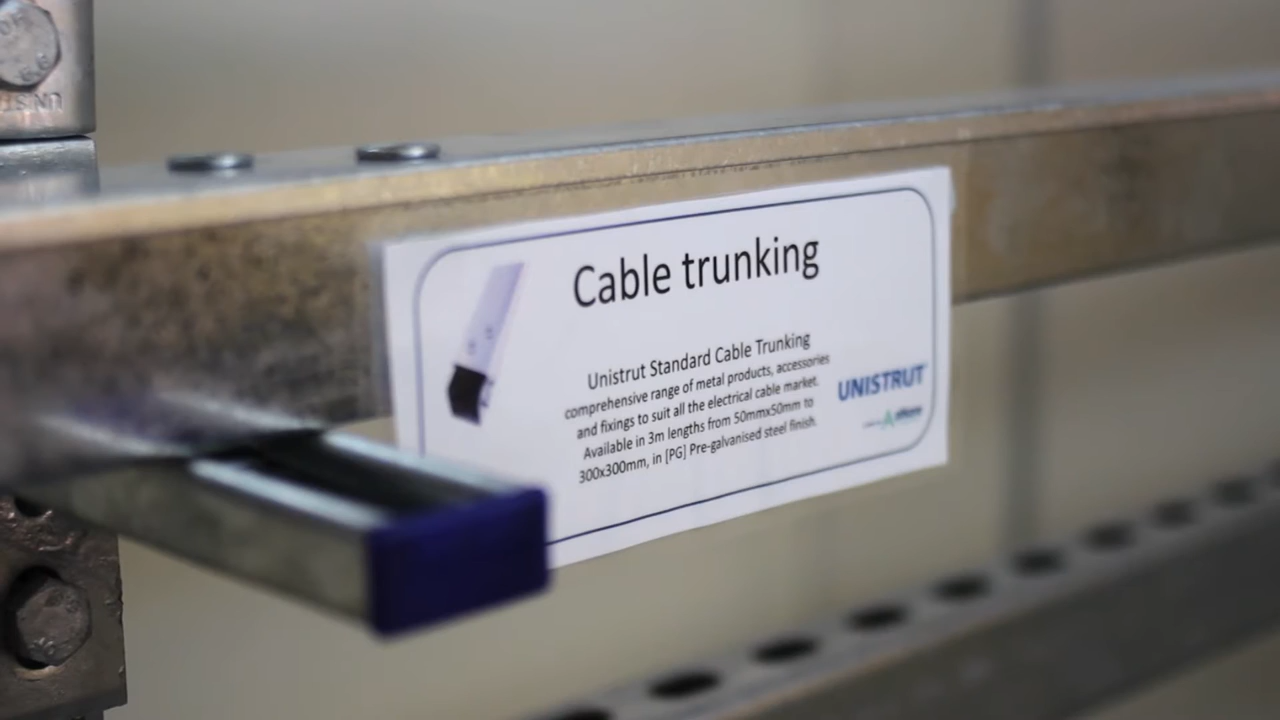 Cable trunking
Unistrut Standard Cable Trunking
comprehensive range of metal products, accessories
and fixings to suit all the electrical cable market.
Available in 3m lengths from 50mmx50mm to
300x300mm, in [PG] Pre-galvanised steel finish.
UNISTRUT